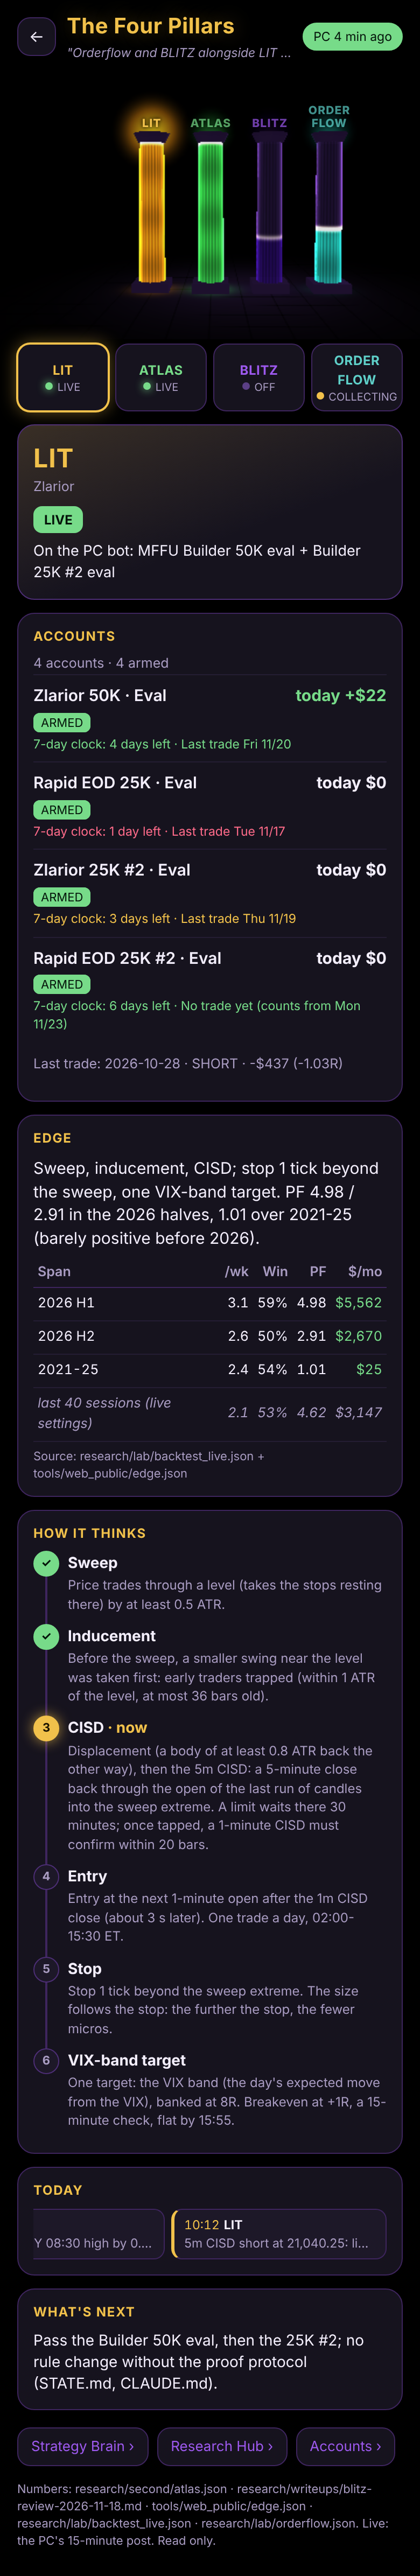 The Four Pillars
"Orderflow and BLITZ alongside LIT ...
PC 4 min ago
LIT
ATLAS
BLITZ
ORDER
FLOW
LIT
LIVE
ATLAS
LIVE
BLITZ
OFF
ORDER
FLOW
COLLECTING
LIT
Zlarior
LIVE
On the PC bot: MFFU Builder 50K eval + Builder
25K #2 eval
ACCOUNTS
4 accounts · 4 armed
Zlarior 50K · Eval today +$22
ARMED
7-day clock: 4 days left · Last trade Fri 11/20
Rapid EOD 25K · Eval today $0
ARMED
7-day clock: 1 day left · Last trade Tue 11/17
Zlarior 25K #2 · Eval today $0
ARMED
7-day clock: 3 days left · Last trade Thu 11/19
Rapid EOD 25K #2 · Eval today $0
ARMED
7-day clock: 6 days left · No trade yet (counts from Mon
11/23)
Last trade: 2026-10-28 · SHORT · -$437 (-1.03R)
EDGE
Sweep, inducement, CISD; stop 1 tick beyond
the sweep, one VIX-band target. PF 4.98 /
2.91 in the 2026 halves, 1.01 over 2021-25
(barely positive before 2026).
Span /wk Win PF $/mo
2026 H1 3.1 59% 4.98 $5,562
2026 H2 2.6 50% 2.91 $2,670
2021-25 2.4 54% 1.01 $25
last 40 sessions (live
settings) 2.1 53% 4.62 $3,147
Source: research/lab/backtest_live.json +
tools/web_public/edge.json
HOW IT THINKS
Sweep
Price trades through a level (takes the stops resting
there) by at least 0.5 ATR.
Inducement
Before the sweep, a smaller swing near the level
was taken first: early traders trapped (within 1 ATR
of the level, at most 36 bars old).
3 CISD · now
Displacement (a body of at least 0.8 ATR back the
other way), then the 5m CISD: a 5-minute close
back through the open of the last run of candles
into the sweep extreme. A limit waits there 30
minutes; once tapped, a 1-minute CISD must
confirm within 20 bars.
4 Entry
Entry at the next 1-minute open after the 1m CISD
close (about 3 s later). One trade a day, 02:00-
15:30 ET.
5 Stop
Stop 1 tick beyond the sweep extreme. The size
follows the stop: the further the stop, the fewer
micros.
6 VIX-band target
One target: the VIX band (the day's expected move
from the VIX), banked at 8R. Breakeven at +1R, a 15-
minute check, flat by 15:55.
TODAY
Y 08:30 high by 0....
10:12 LIT
5m CISD short at 21,040.25: li...
WHAT'S NEXT
Pass the Builder 50K eval, then the 25K #2; no
rule change without the proof protocol
(STATE.md, CLAUDE.md).
Strategy Brain ›
Research Hub ›
Accounts ›
Numbers: research/second/atlas.json · research/writeups/blitz-
review-2026-11-18.md · tools/web_public/edge.json ·
research/lab/backtest_live.json · research/lab/orderflow.json. Live:
the PC's 15-minute post. Read only.